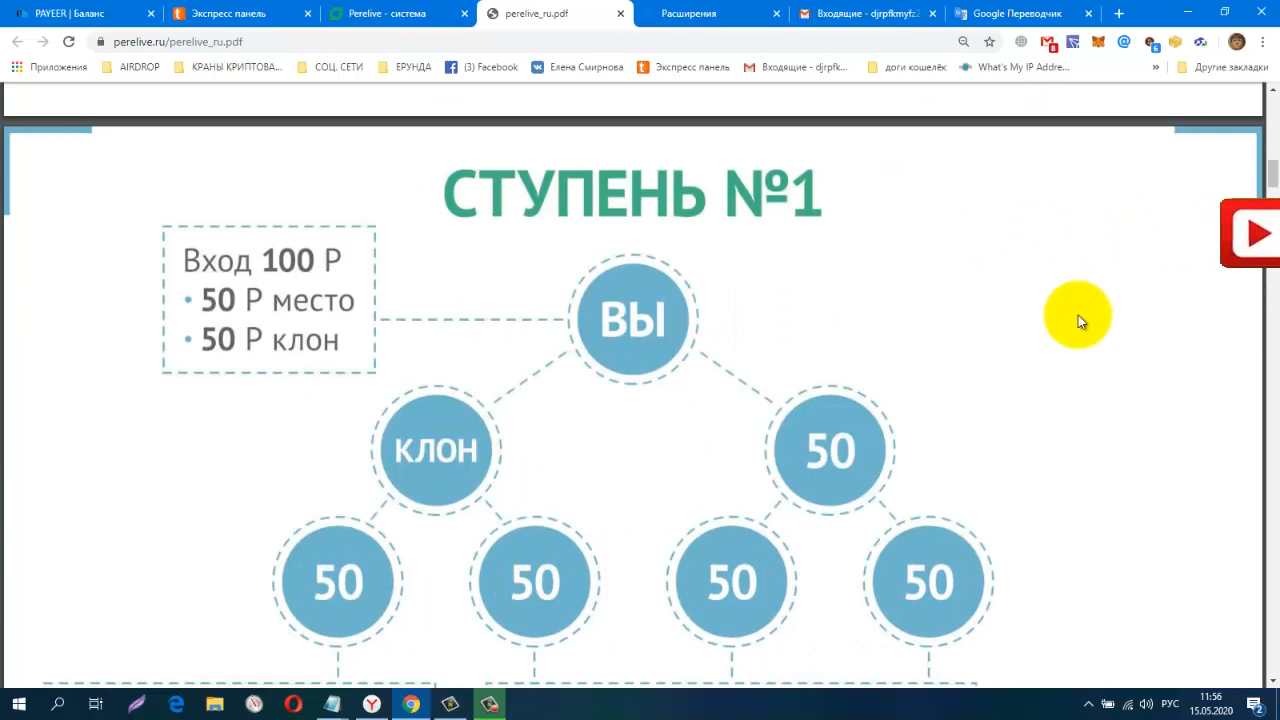 PAYEER | Баланс
Экспресс панель
Perelive - система
perelive_ru.pdf
Расширения
Google Переводчик
perelive.ru/perelive_ru.pdf
8
6
Приложения
AIRDROP
КРАНЫ КРИПТОВА...
СОЦ. СЕТИ
ЕРУНДА
(3) Facebook
Елена Смирнова
Экспресс панель
Входящие - djrpfk...
доги кошелёк
What's My IP Addre...
»
Другие закладки
СТУПЕНЬ №1
Вход 100 Р
• 50 Р место
• 50 Р клон
ВЫ
КЛОН
50
50
50
50
50
РУС
11:56
15.05.2020
2